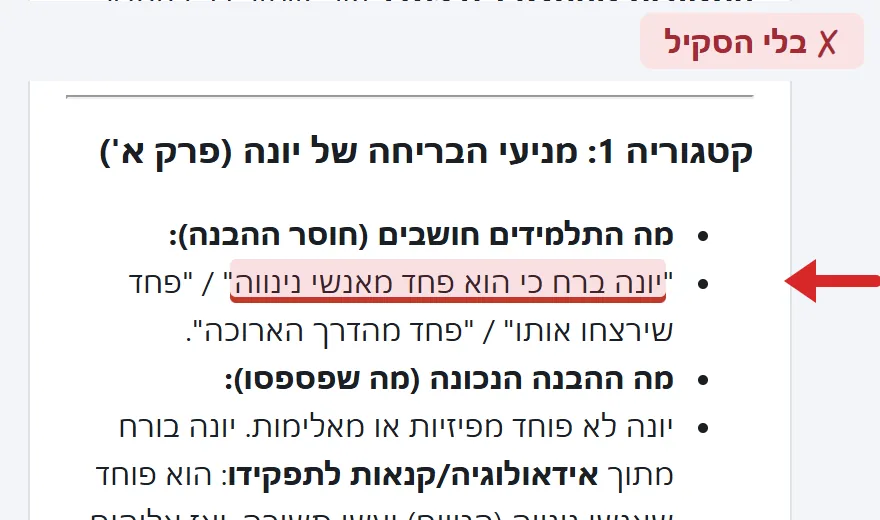 ✗ בלי הסקיל
קטגוריה 1: מניעי הבריחה של יונה (פרק א')
• מה התלמידים חושבים (חוסר ההבנה):
• "יונה ברח כי הוא פחד מאנשי נינווה" / "פחד
שירצחו אותו" / "פחד מהדרך הארוכה".
• מה ההבנה הנכונה (מה שפספסו):
• יונה לא פוחד מפיזיות או מאלימות. יונה בורח
מתוך אידאולוגיה/קנאות לתפקידו: הוא פוחד